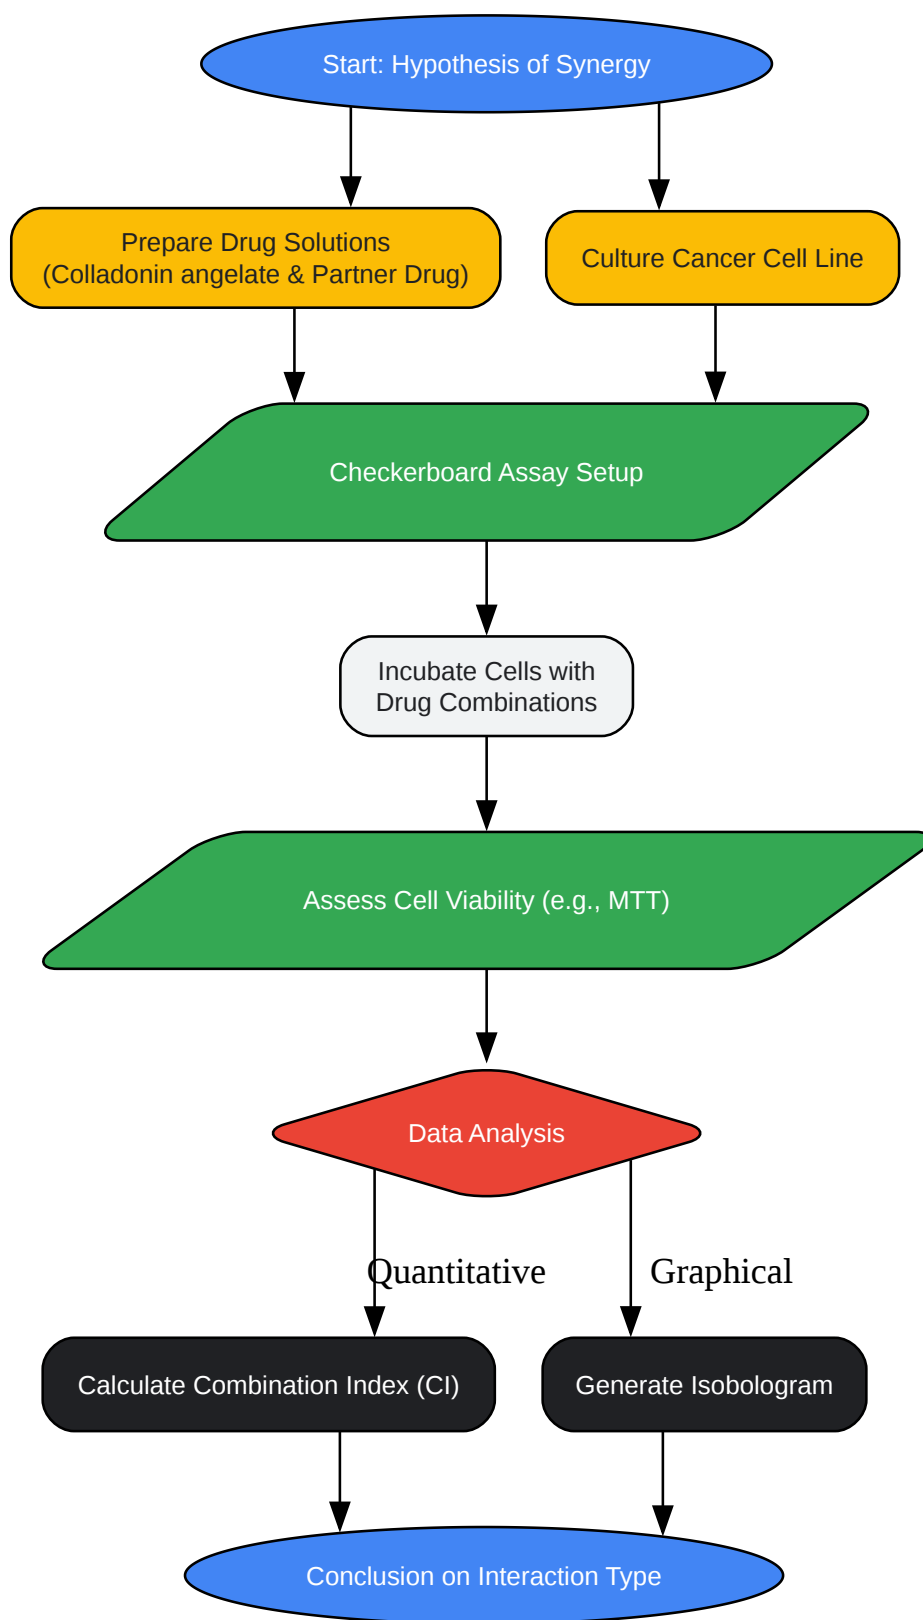 Start: Hypothesis of Synergy
Prepare Drug Solutions
(Colladonin angelate & Partner Drug)
Culture Cancer Cell Line
Checkerboard Assay Setup
Incubate Cells with
Drug Combinations
Assess Cell Viability (e.g., MTT)
Data Analysis
Quantitative
Graphical
Calculate Combination Index (CI)
Generate Isobologram
Conclusion on Interaction Type